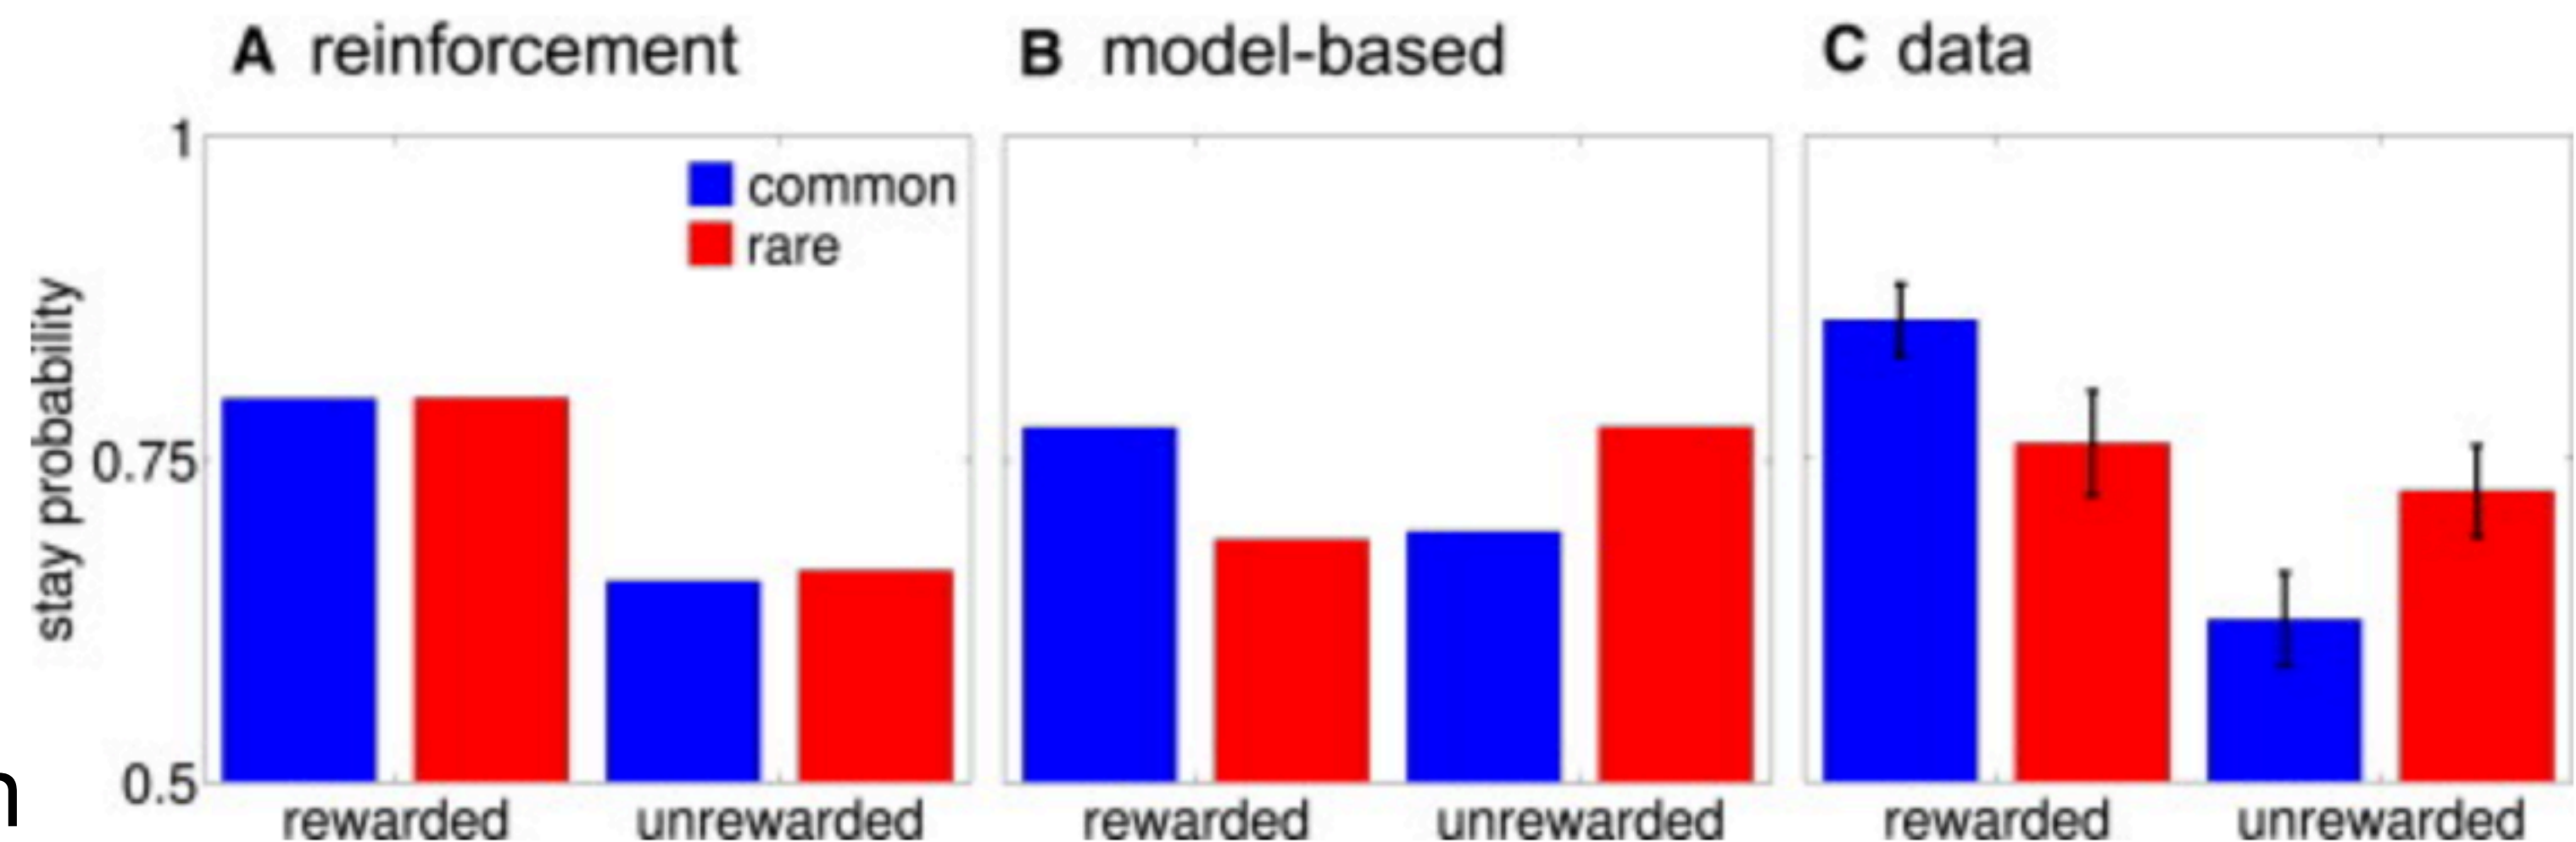 A reinforcement
B model-based
C data
stay probability
1
0.75
0.5
common
rare
rewarded
unrewarded
rewarded
unrewarded
rewarded
unrewarded
n